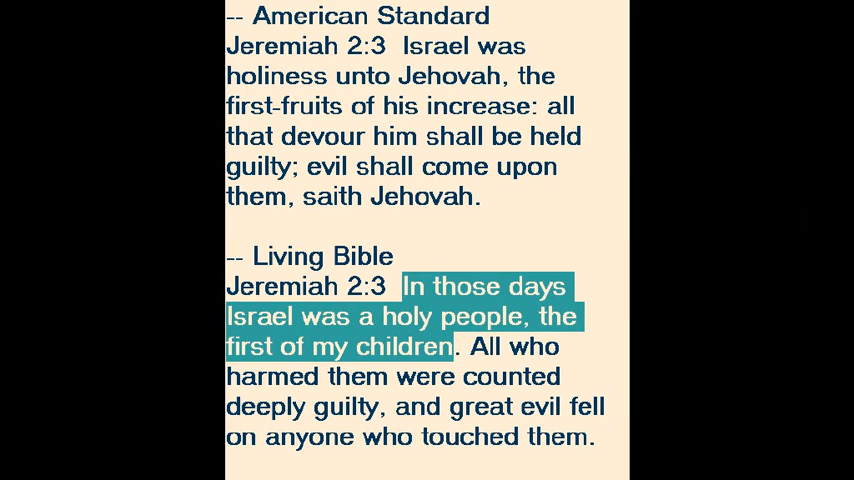 -- American Standard
Jeremiah 2:3 Israel was
holiness unto Jehovah, the
first-fruits of his increase: all
that devour him shall be held
guilty; evil shall come upon
them, saith Jehovah.
-- Living Bible
Jeremiah 2:3 In those days
Israel was a holy people, the
first of my children. All who
harmed them were counted
deeply guilty, and great evil fell
on anyone who touched them.